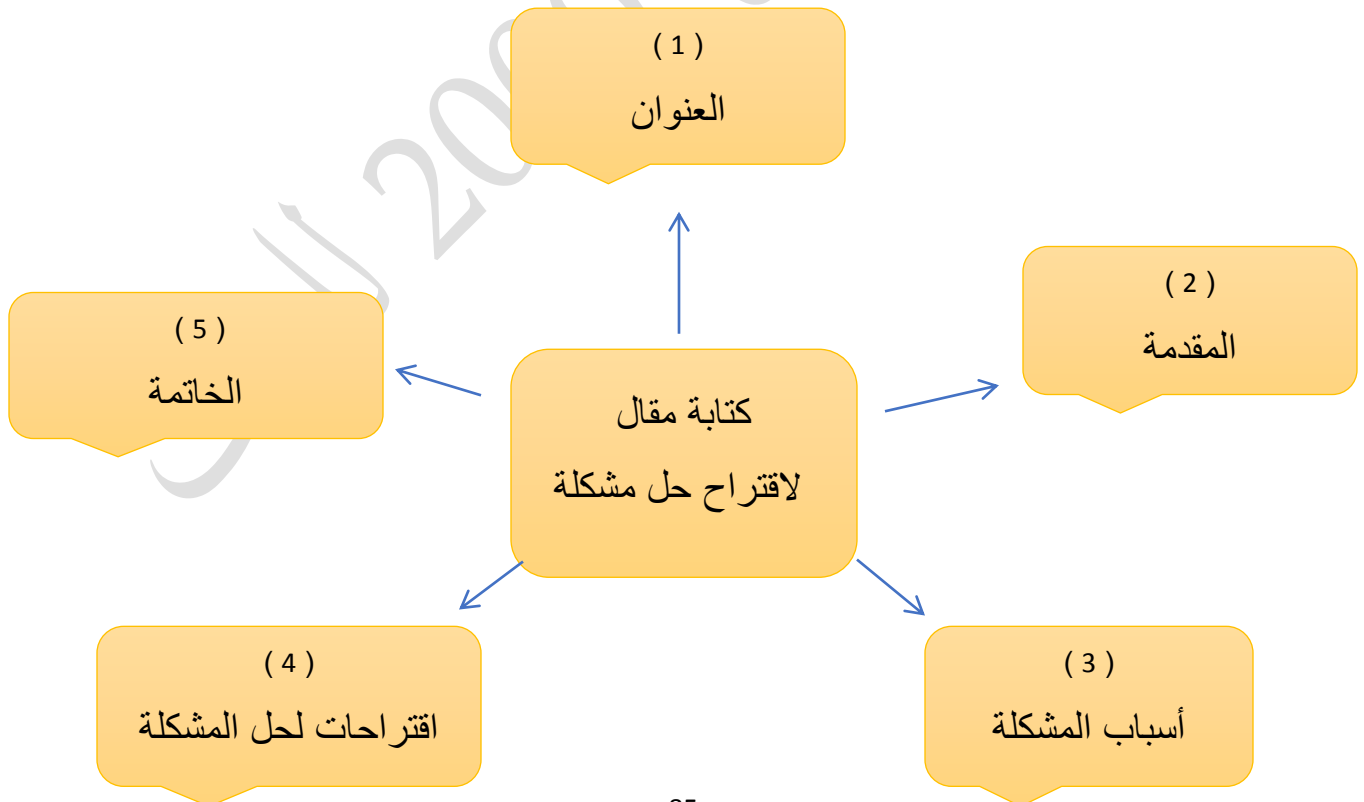 ( 1 )
العنوان
( 2 )
المقدمة
( 5 )
الخاتمة
كتابة مقال
لاقتراح حل مشكلة
( 3 )
أسباب المشكلة
( 4 )
اقتراحات لحل المشكلة